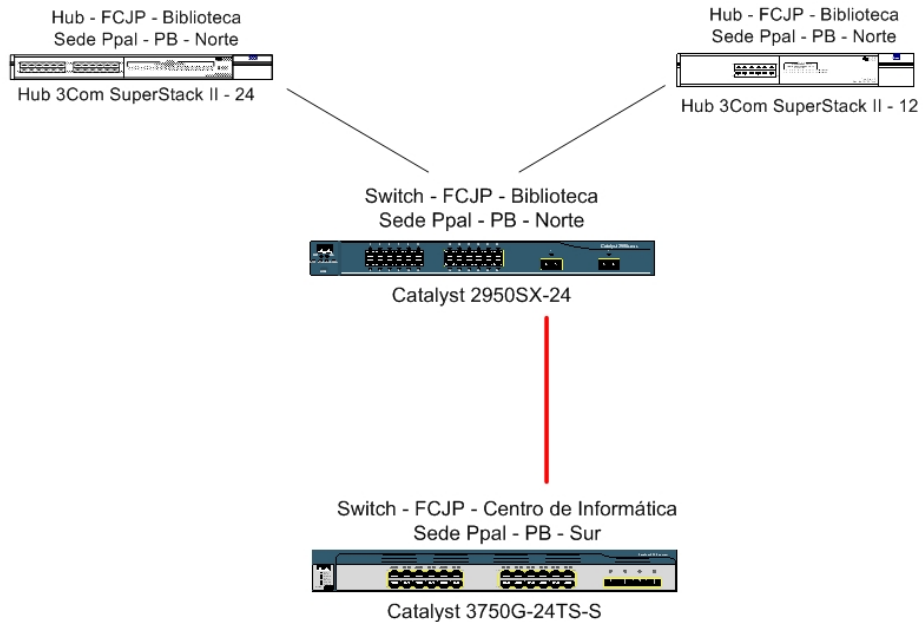 Hub - FCJP - Biblioteca
Sede Ppal - PB - Norte
Hub 3Com SuperStack II - 24
Hub - FCJP - Biblioteca
Sede Ppal - PB - Norte
Hub 3Com SuperStack II - 12
Switch - FCJP - Biblioteca
Sede Ppal - PB - Norte
Catalyst 2950SX-24
Switch - FCJP - Centro de Informática
Sede Ppal - PB - Sur
Catalyst 3750G-24TS-S